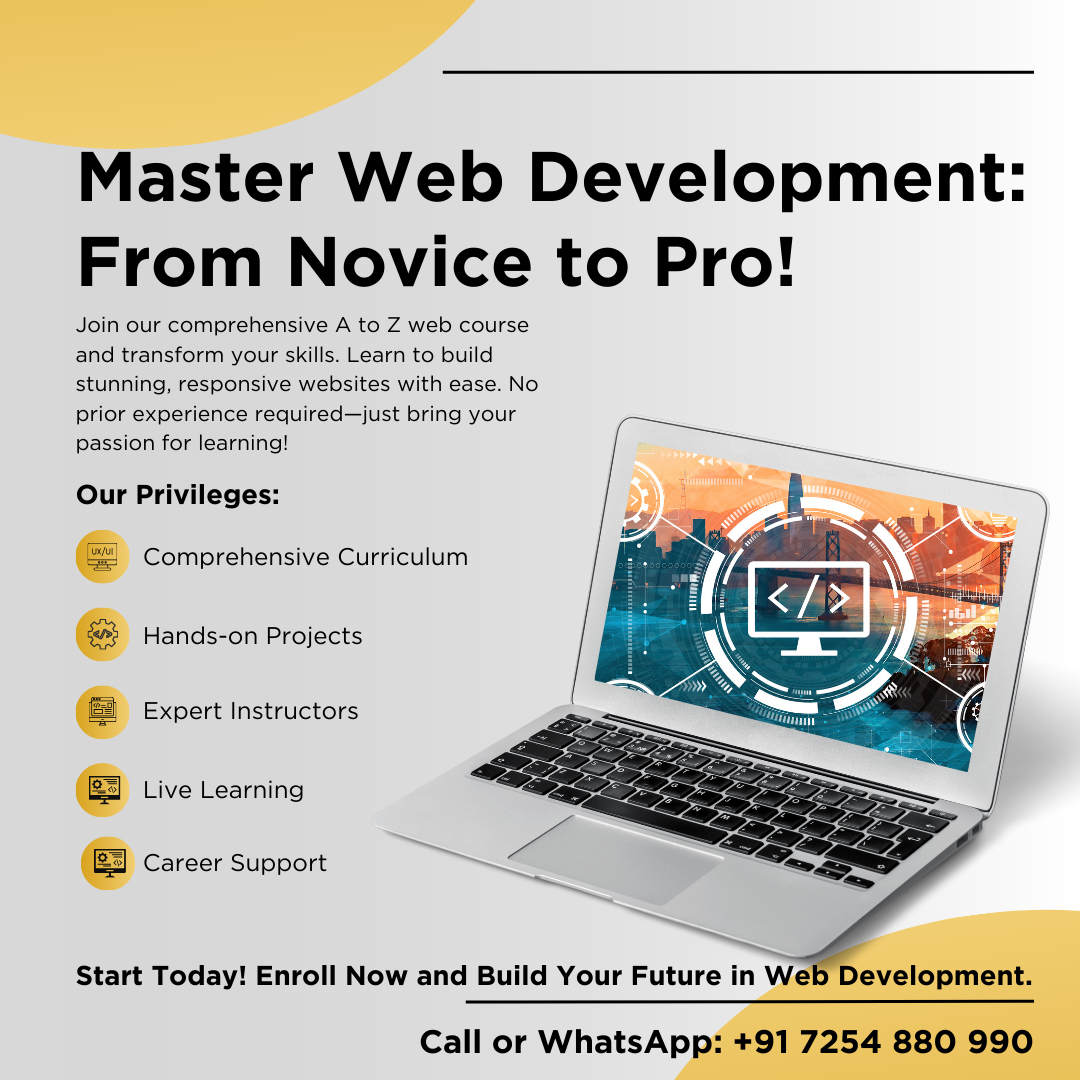 Master Web Development:
From Novice to Pro!
Join our comprehensive A to Z web course
and transform your skills. Learn to build
stunning, responsive websites with ease. No
prior experience required—just bring your
passion for learning!
Our Privileges:
UX/UI
Comprehensive Curriculum
</>
Hands-on Projects
Expert Instructors
Live Learning
Career Support
</>
Start Today! Enroll Now and Build Your Future in Web Development.
Call or WhatsApp: +91 7254 880 990